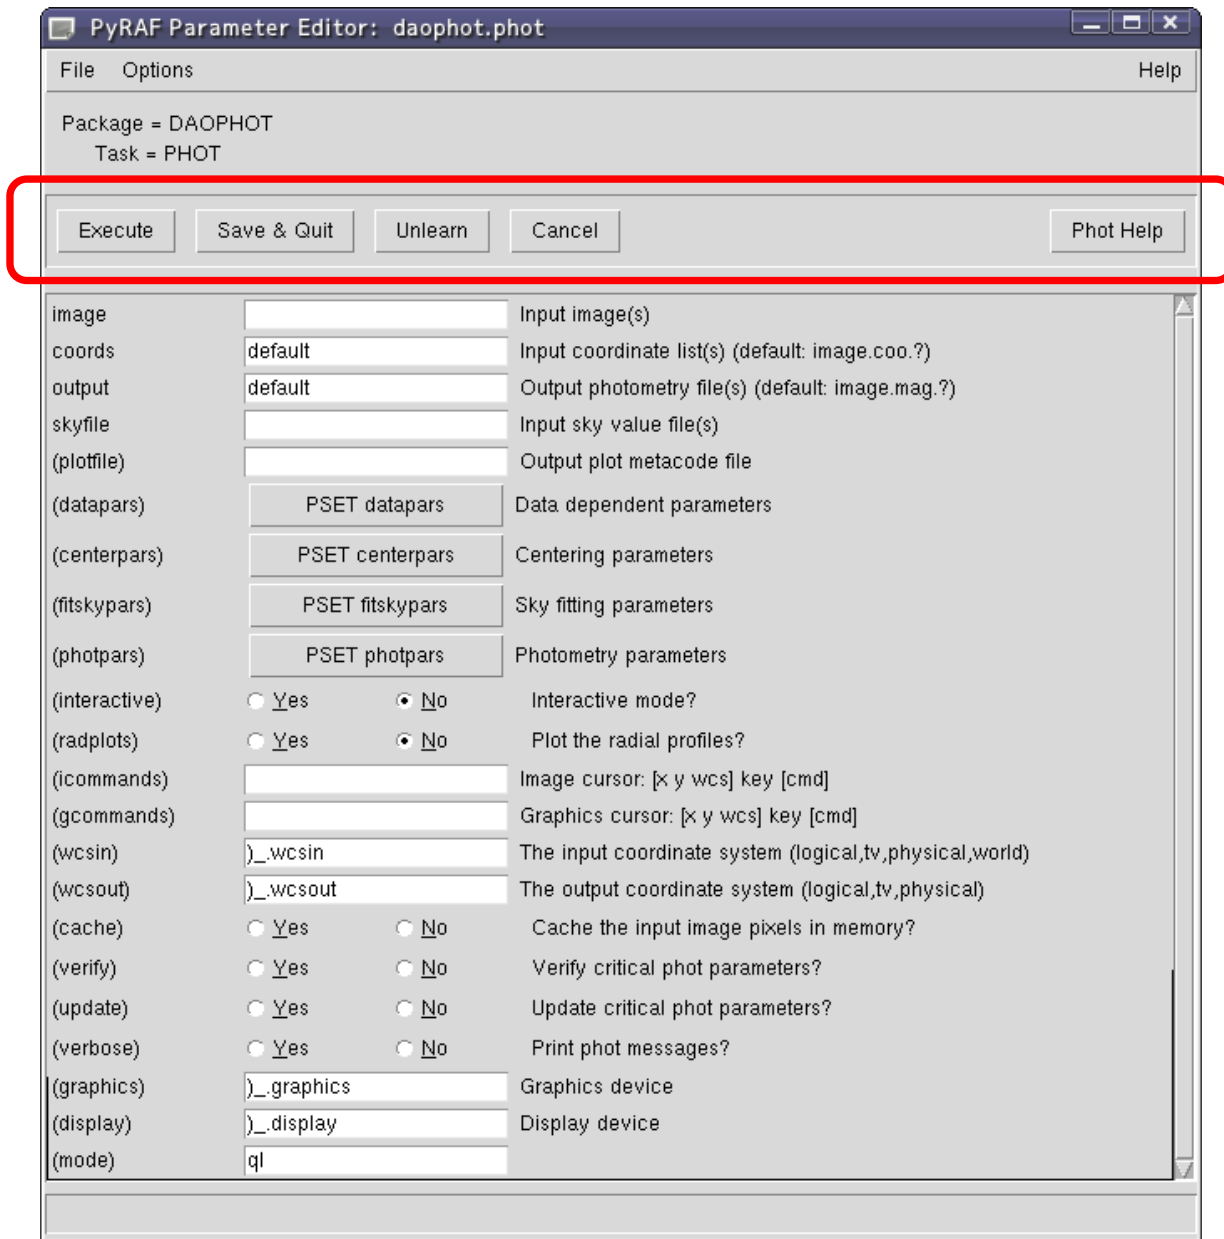 PyRAF Parameter Editor: daophot.phot
File Options Help
Package = DAOPHOT
Task = PHOT
Execute Save & Quit Unlearn Cancel Phot Help
image Input image(s)
coords default Input coordinate list(s) (default: image.coo.?)
output default Output photometry file(s) (default: image.mag.?)
skyfile Input sky value file(s)
(plotfile) Output plot metacode file
(datapars) PSET datapars Data dependent parameters
(centerpars) PSET centerpars Centering parameters
(fitskypars) PSET fitskypars Sky fitting parameters
(photpars) PSET photpars Photometry parameters
(interactive) Yes No Interactive mode?
(radplots) Yes No Plot the radial profiles?
(icommands) Image cursor: [x y wcs] key [cmd]
(gcommands) Graphics cursor: [x y wcs] key [cmd]
(wcsin) )_.wcsin The input coordinate system (logical,tv,physical,world)
(wcsout) )_.wcsout The output coordinate system (logical,tv,physical)
(cache) Yes No Cache the input image pixels in memory?
(verify) Yes No Verify critical phot parameters?
(update) Yes No Update critical phot parameters?
(verbose) Yes No Print phot messages?
(graphics) )_.graphics Graphics device
(display) )_.display Display device
(mode) ql